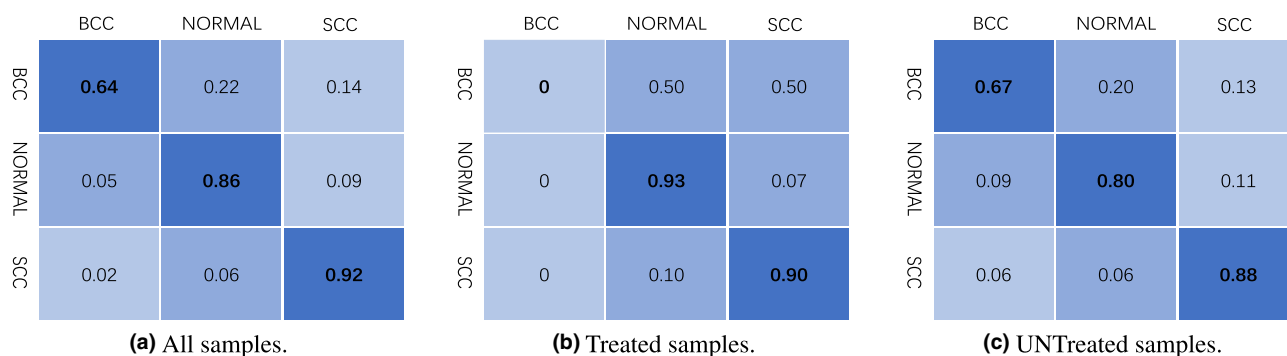 BCC NORMAL SCC
BCC 0.64 0.22 0.14
NORMAL 0.05 0.86 0.09
SCC 0.02 0.06 0.92
(a) All samples.
BCC NORMAL SCC
BCC 0 0.50 0.50
NORMAL 0 0.93 0.07
SCC 0 0.10 0.90
(b) Treated samples.
BCC NORMAL SCC
BCC 0.67 0.20 0.13
NORMAL 0.09 0.80 0.11
SCC 0.06 0.06 0.88
(c) UNTreated samples.